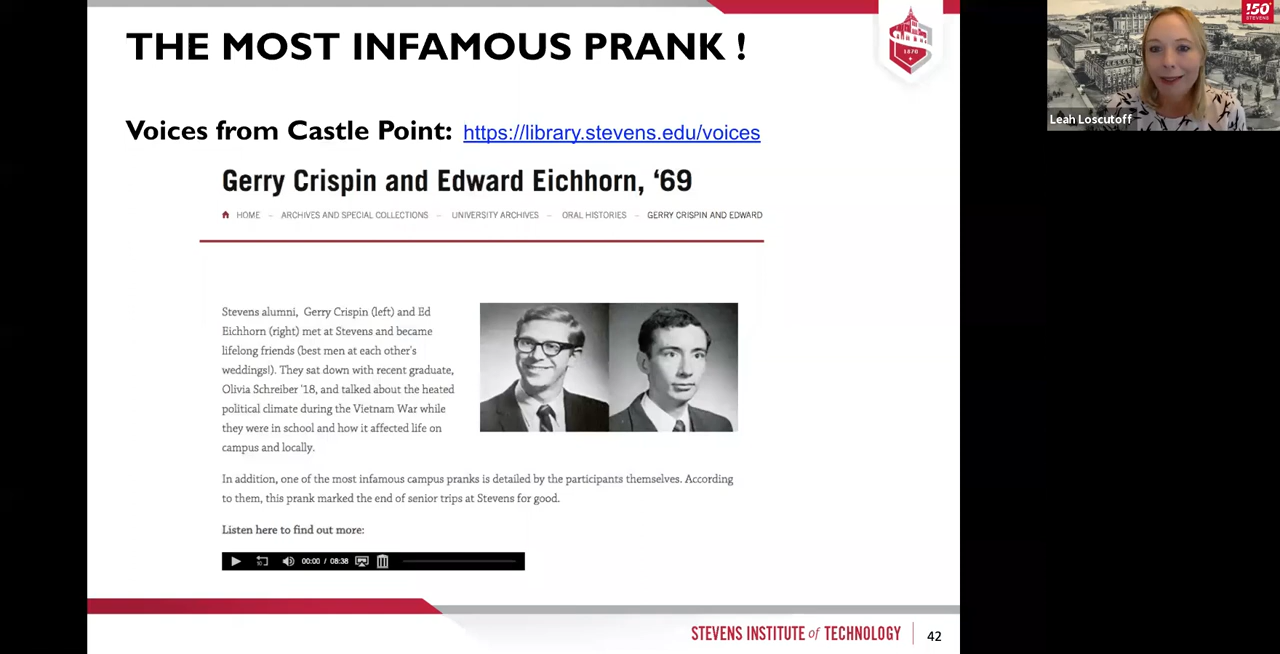 THE MOST INFAMOUS PRANK !
1870
150
STEVENS
Leah Loscutoff
Voices from Castle Point: https://library.stevens.edu/voices
Gerry Crispin and Edward Eichhorn, ‘69
HOME – ARCHIVES AND SPECIAL COLLECTIONS – UNIVERSITY ARCHIVES – ORAL HISTORIES – GERRY CRISPIN AND EDWARD
Stevens alumni, Gerry Crispin (left) and Ed
Eichhorn (right) met at Stevens and became
lifelong friends (best men at each other's
weddings!). They sat down with recent graduate,
Olivia Schreiber '18, and talked about the heated
political climate during the Vietnam War while
they were in school and how it affected life on
campus and locally.
In addition, one of the most infamous campus pranks is detailed by the participants themselves. According
to them, this prank marked the end of senior trips at Stevens for good.
Listen here to find out more:
10 00:00 / 08:38
STEVENS INSTITUTE of TECHNOLOGY 42